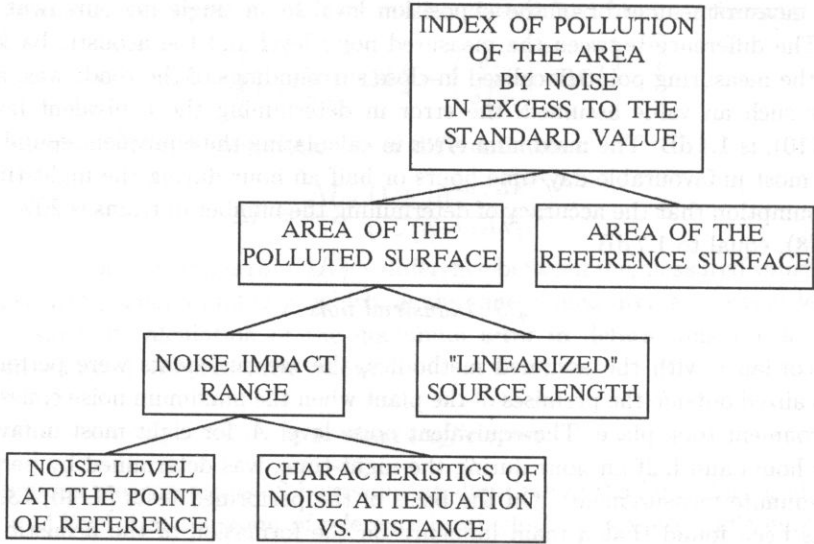 INDEX OF POLLUTION
OF THE AREA
BY NOISE
IN EXCESS TO THE
STANDARD VALUE
AREA OF THE
POLLUTED SURFACE
AREA OF THE
REFERENCE SURFACE
NOISE IMPACT
RANGE
"LINEARIZED"
SOURCE LENGTH
NOISE LEVEL
AT THE POINT
OF REFERENCE
CHARACTERISTICS OF
NOISE ATTENUATION
VS. DISTANCE